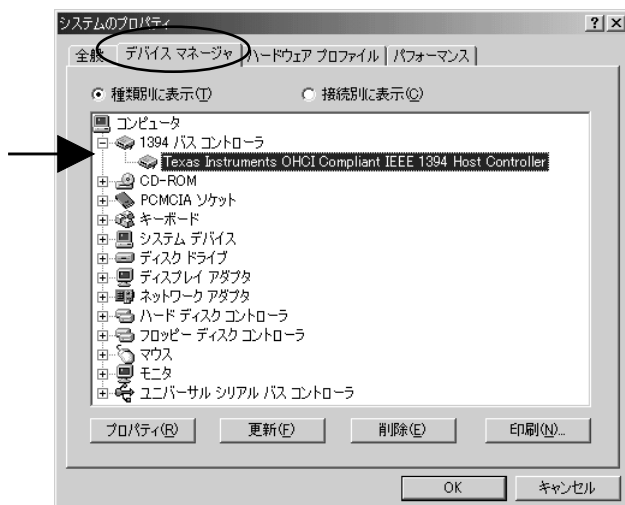 システムのプロパティ
全般 デバイス マネージャ ハードウェア プロファイル パフォーマンス
種類別に表示(T) 接続別に表示(C)
コンピュータ
1394 バス コントローラ
Texas Instruments OHCI Compliant IEEE 1394 Host Controller
CD-ROM
PCMCIA ソケット
キーボード
システム デバイス
ディスク ドライブ
ディスプレイ アダプタ
ネットワーク アダプタ
ハード ディスク コントローラ
フロッピー ディスク コントローラ
マウス
モニタ
ユニバーサル シリアル バス コントローラ
プロパティ(R) 更新(F) 削除(E) 印刷(N)...
OK キャンセル